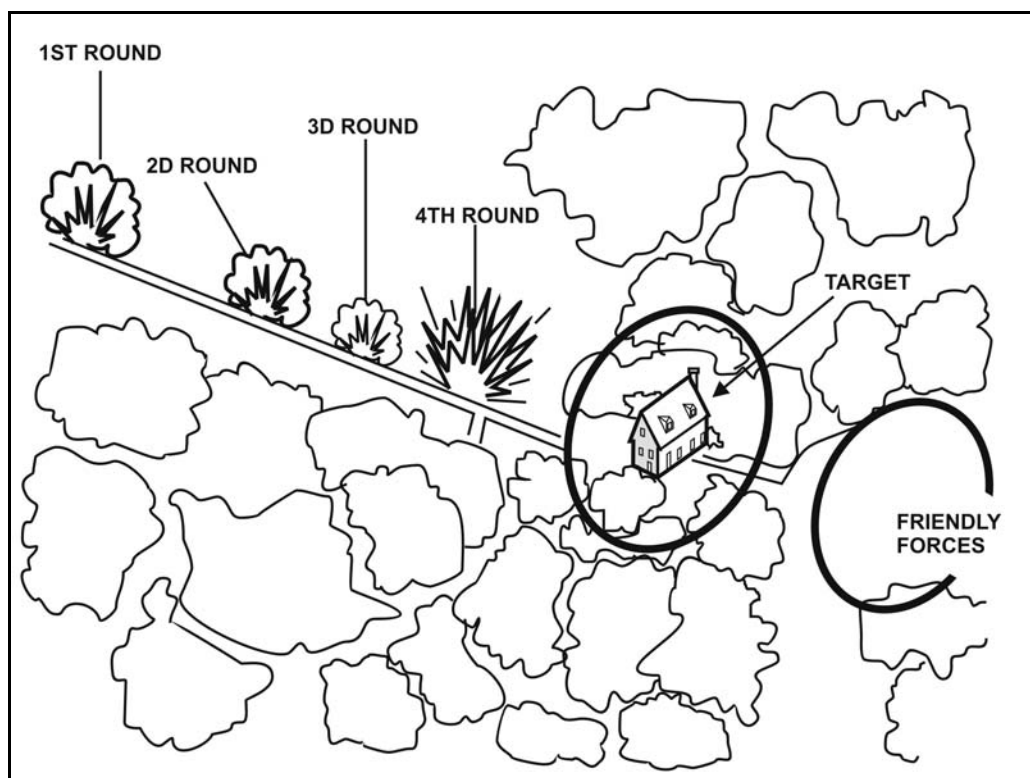 1ST ROUND
2D ROUND
3D ROUND
4TH ROUND
TARGET
FRIENDLY
FORCES